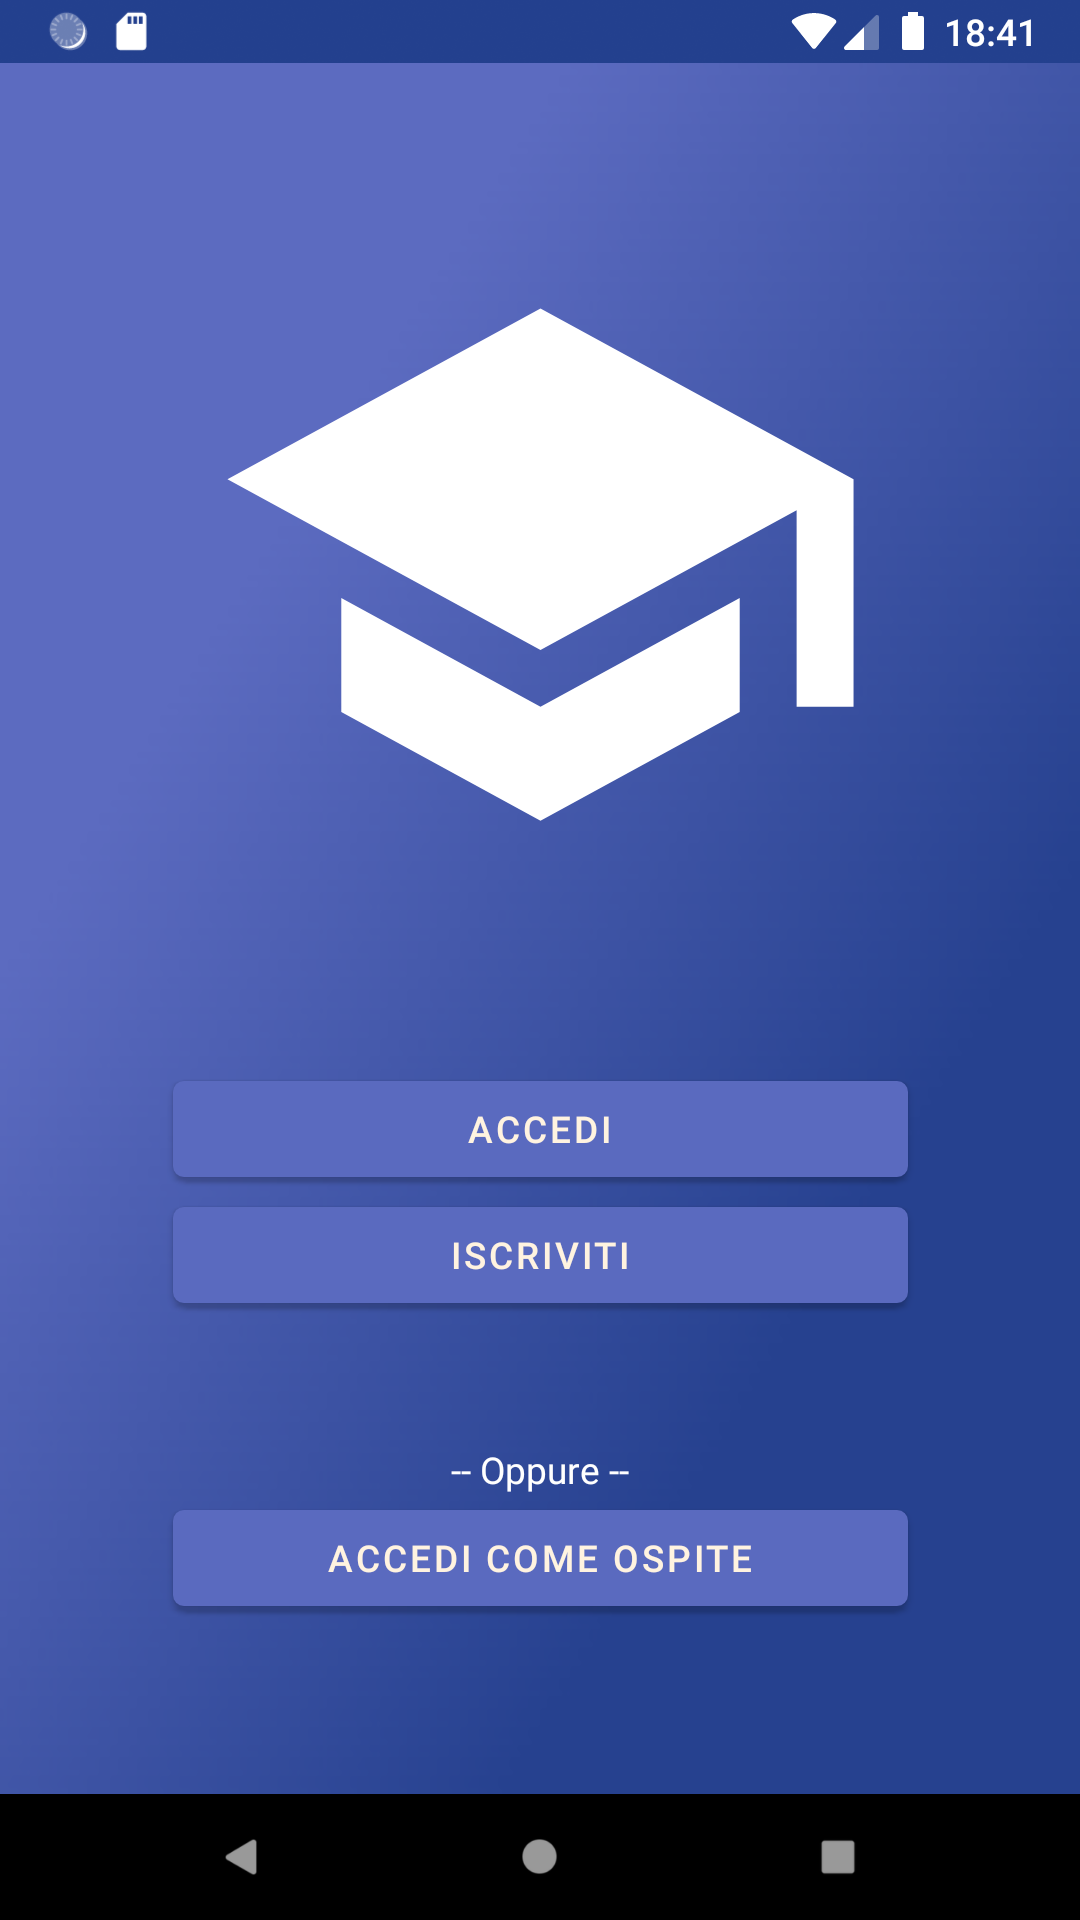 18:41
ACCEDI
ISCRIVITI
-- Oppure --
ACCEDI COME OSPITE